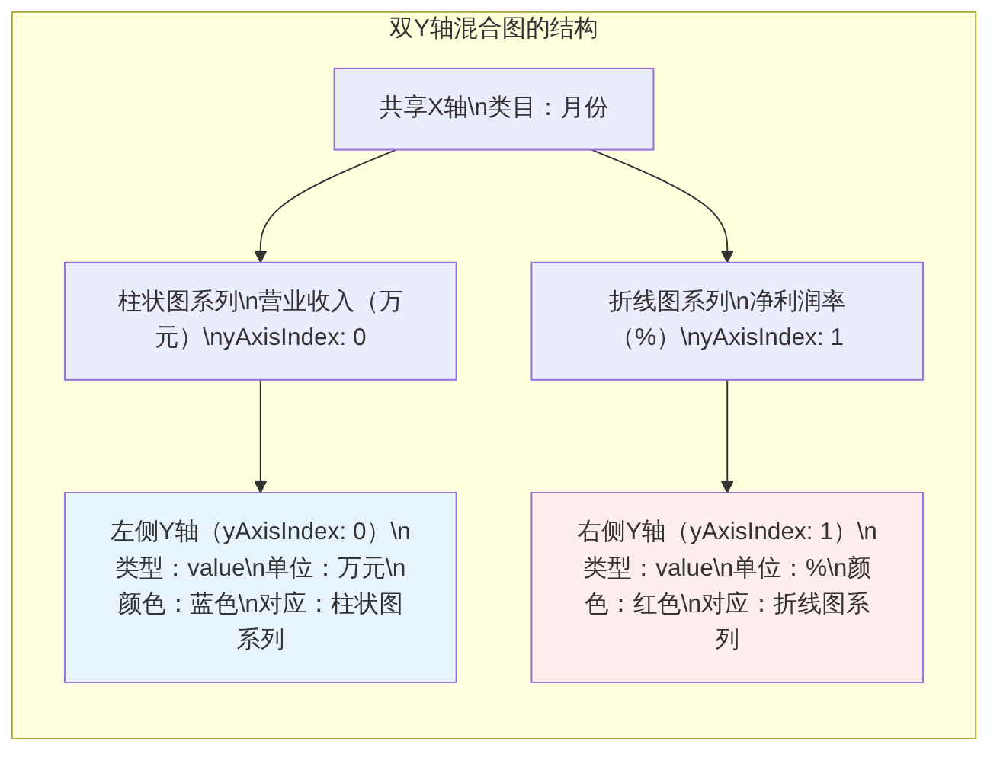 双Y轴混合图的结构
共享X轴\n类目：月份
柱状图系列\n营业收入（万
元）\nyAxisIndex: 0
折线图系列\n净利润率
（%）\nyAxisIndex: 1
左侧Y轴（yAxisIndex: 0）\n
类型：value\n单位：万元\n
颜色：蓝色\n对应：柱状图
系列
右侧Y轴（yAxisIndex: 1）\n
类型：value\n单位：%\n颜
色：红色\n对应：折线图系
列